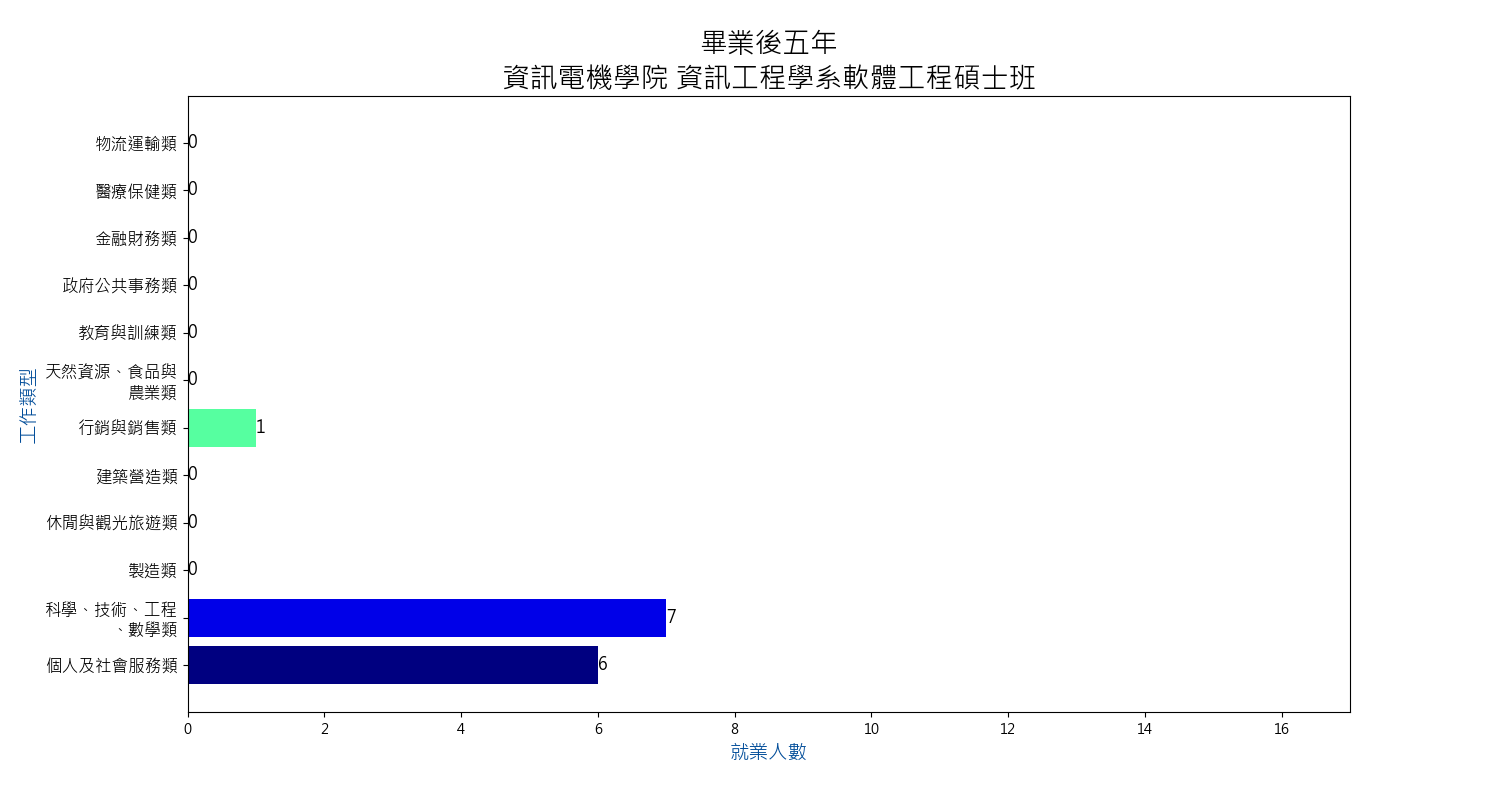 畢業後五年
資訊電機學院 資訊工程學系軟體工程碩士班
物流運輸類 0
醫療保健類 0
金融財務類 0
政府公共事務類 0
教育與訓練類 0
天然資源、食品與
農業類 0
行銷與銷售類 1
建築營造類 0
休閒與觀光旅遊類 0
製造類 0
科學、技術、工程
、數學類 7
個人及社會服務類 6
工作類型
0 2 4 6 8 10 12 14 16
就業人數